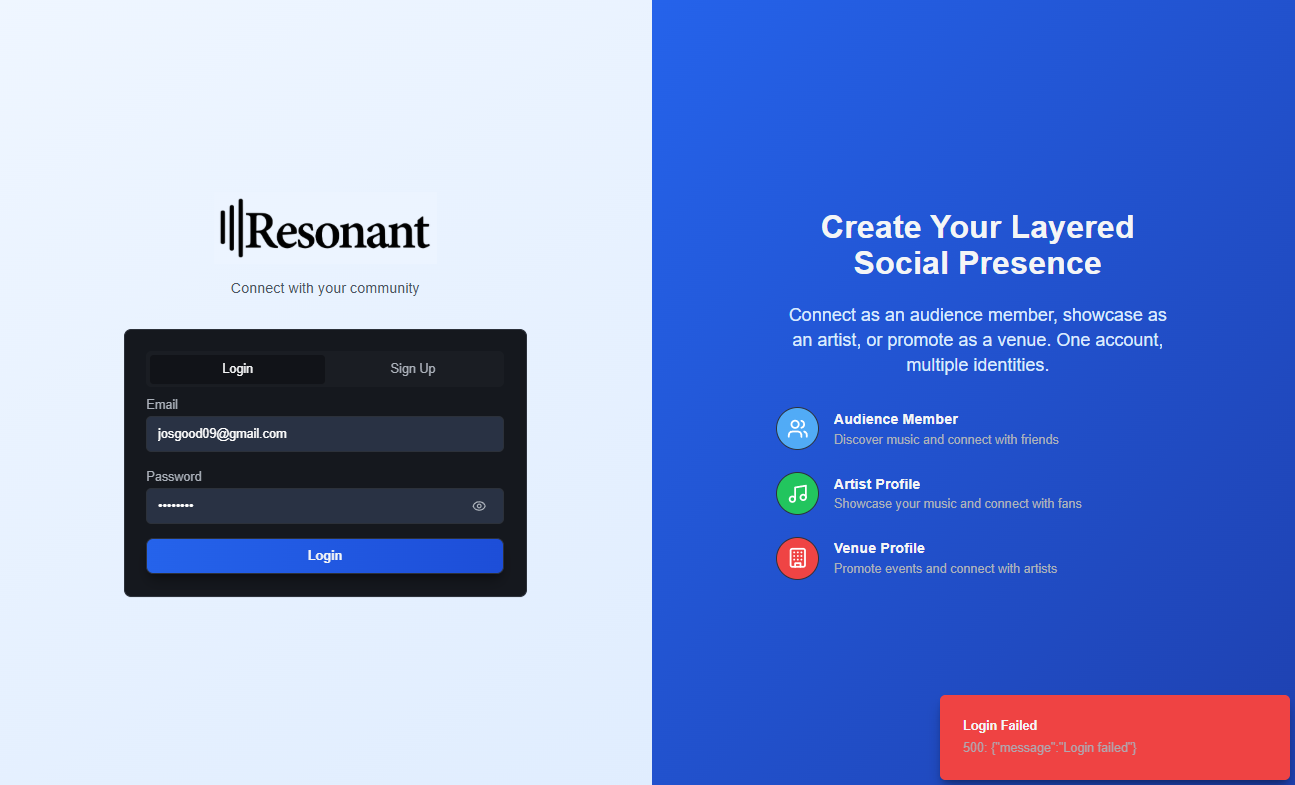 Resonant
Connect with your community
Login
Sign Up
Email
josgood09@gmail.com
Password
••••••••
Login
Create Your Layered
Social Presence
Connect as an audience member, showcase as
an artist, or promote as a venue. One account,
multiple identities.
Audience Member
Discover music and connect with friends
Artist Profile
Showcase your music and connect with fans
Venue Profile
Promote events and connect with artists
Login Failed
500: {"message":"Login failed"}